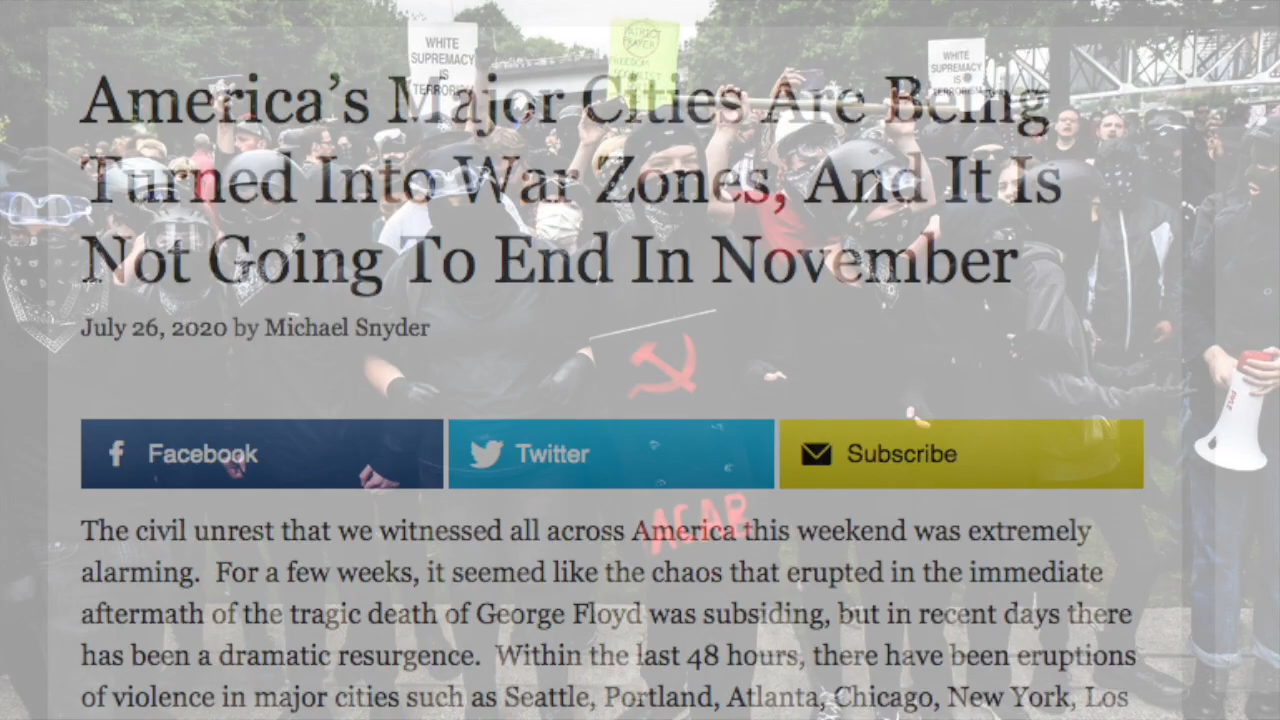 WHITE
SUPREMACY
IS
TERRORISM
PATRIOT
PRAYER
WHITE
SUPREMACY
IS
TERRORISM
America’s Major Cities Are Being
Turned Into War Zones, And It Is
Not Going To End In November
July 26, 2020 by Michael Snyder
Facebook
Twitter
Subscribe
ACAB
The civil unrest that we witnessed all across America this weekend was extremely
alarming.  For a few weeks, it seemed like the chaos that erupted in the immediate
aftermath of the tragic death of George Floyd was subsiding, but in recent days there
has been a dramatic resurgence.  Within the last 48 hours, there have been eruptions
of violence in major cities such as Seattle, Portland, Atlanta, Chicago, New York, Los